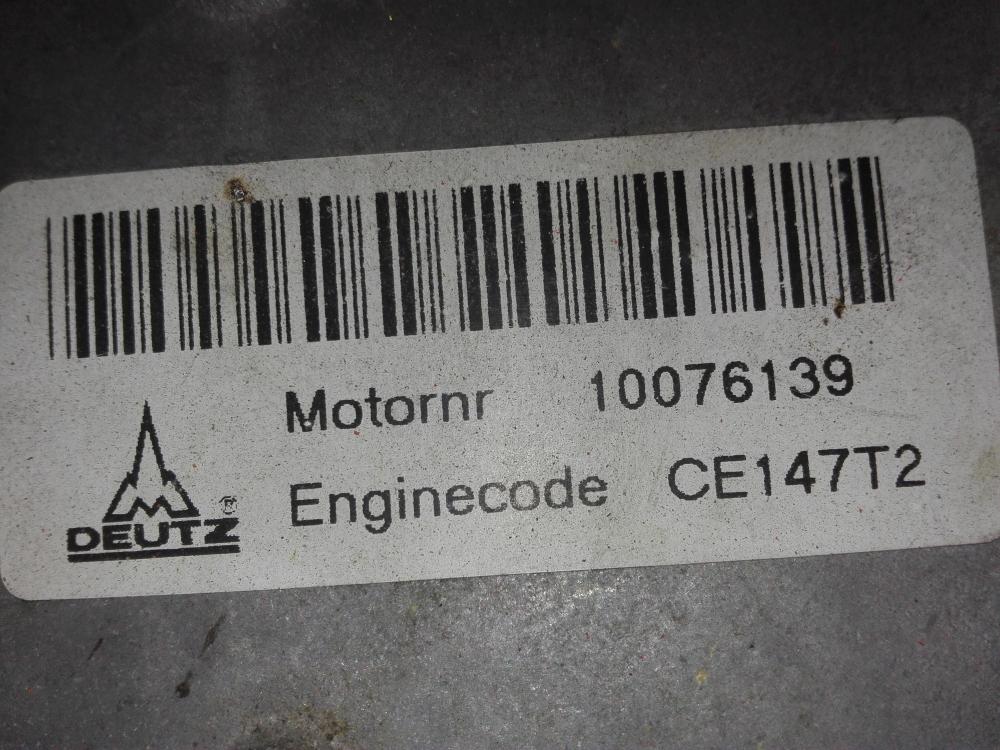 Motornr 10076139
Enginecode CE147T2
DEUTZ ®